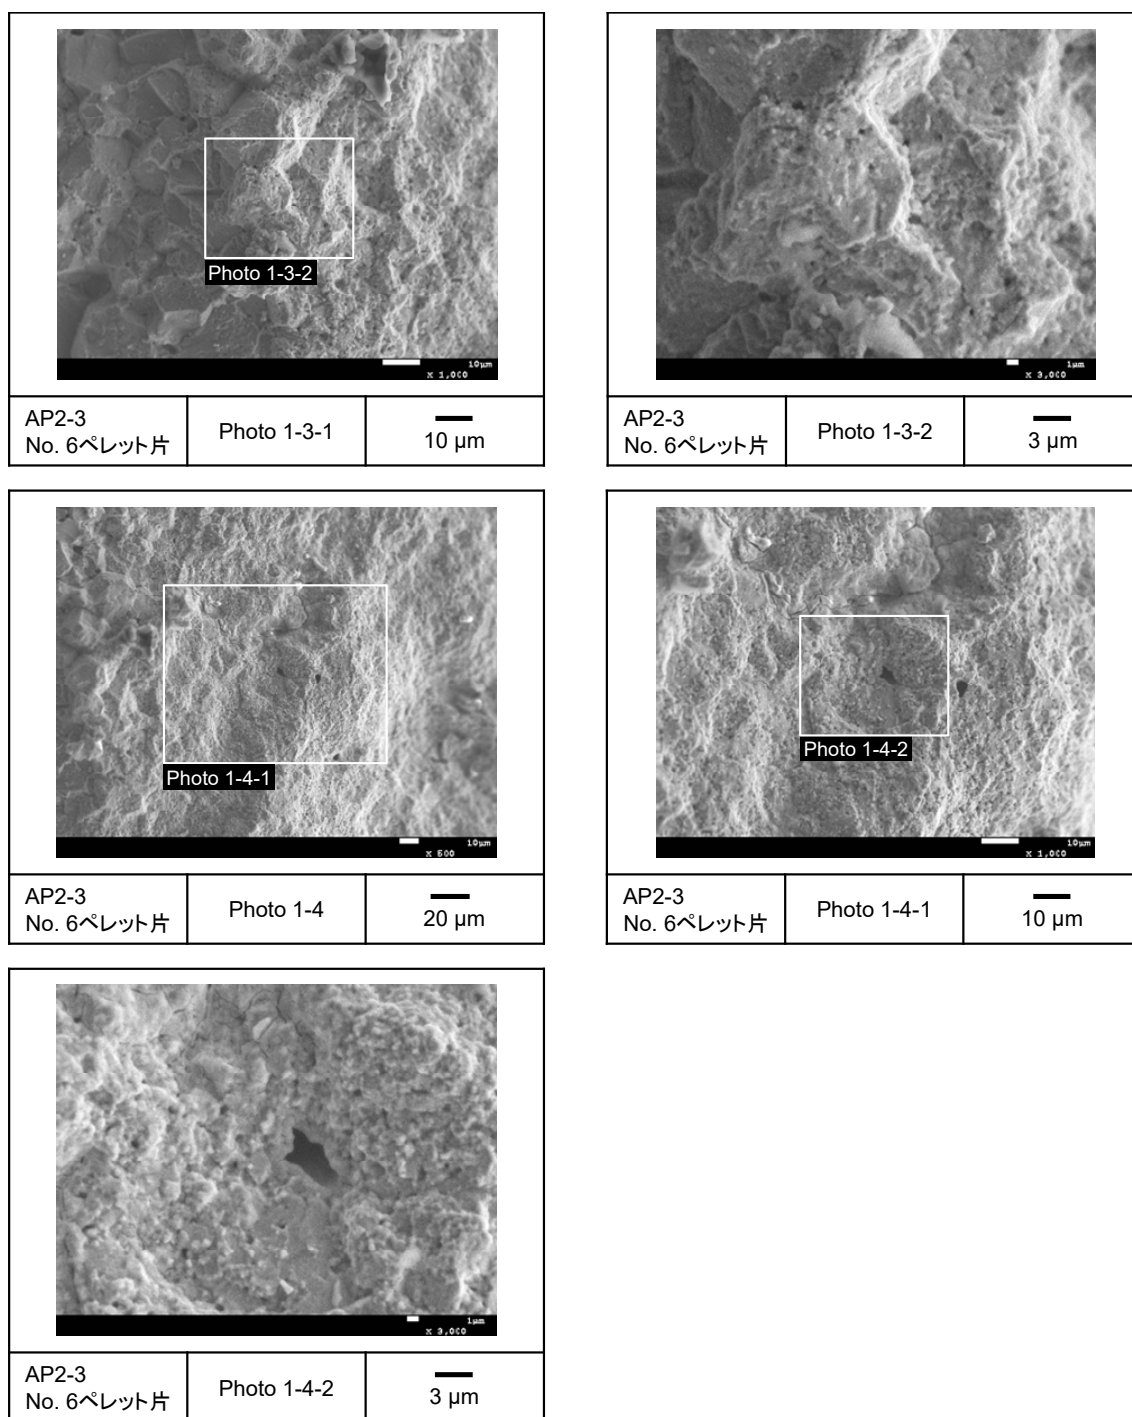 Photo 1-3-2
10μm
X 1,000
AP2-3
No. 6ペレット片
Photo 1-3-1
10 μm
1μm
X 3,000
AP2-3
No. 6ペレット片
Photo 1-3-2
3 μm
Photo 1-4-1
10μm
X 500
AP2-3
No. 6ペレット片
Photo 1-4
20 μm
Photo 1-4-2
10μm
X 1,000
AP2-3
No. 6ペレット片
Photo 1-4-1
10 μm
1μm
X 3,000
AP2-3
No. 6ペレット片
Photo 1-4-2
3 μm